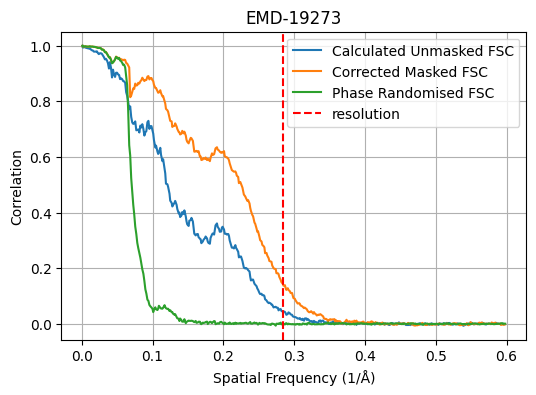 EMD-19273
1.0
0.8
0.6
0.4
0.2
0.0
Correlation
Calculated Unmasked FSC
Corrected Masked FSC
Phase Randomised FSC
resolution
0.0 0.1 0.2 0.3 0.4 0.5 0.6
Spatial Frequency (1/Å)